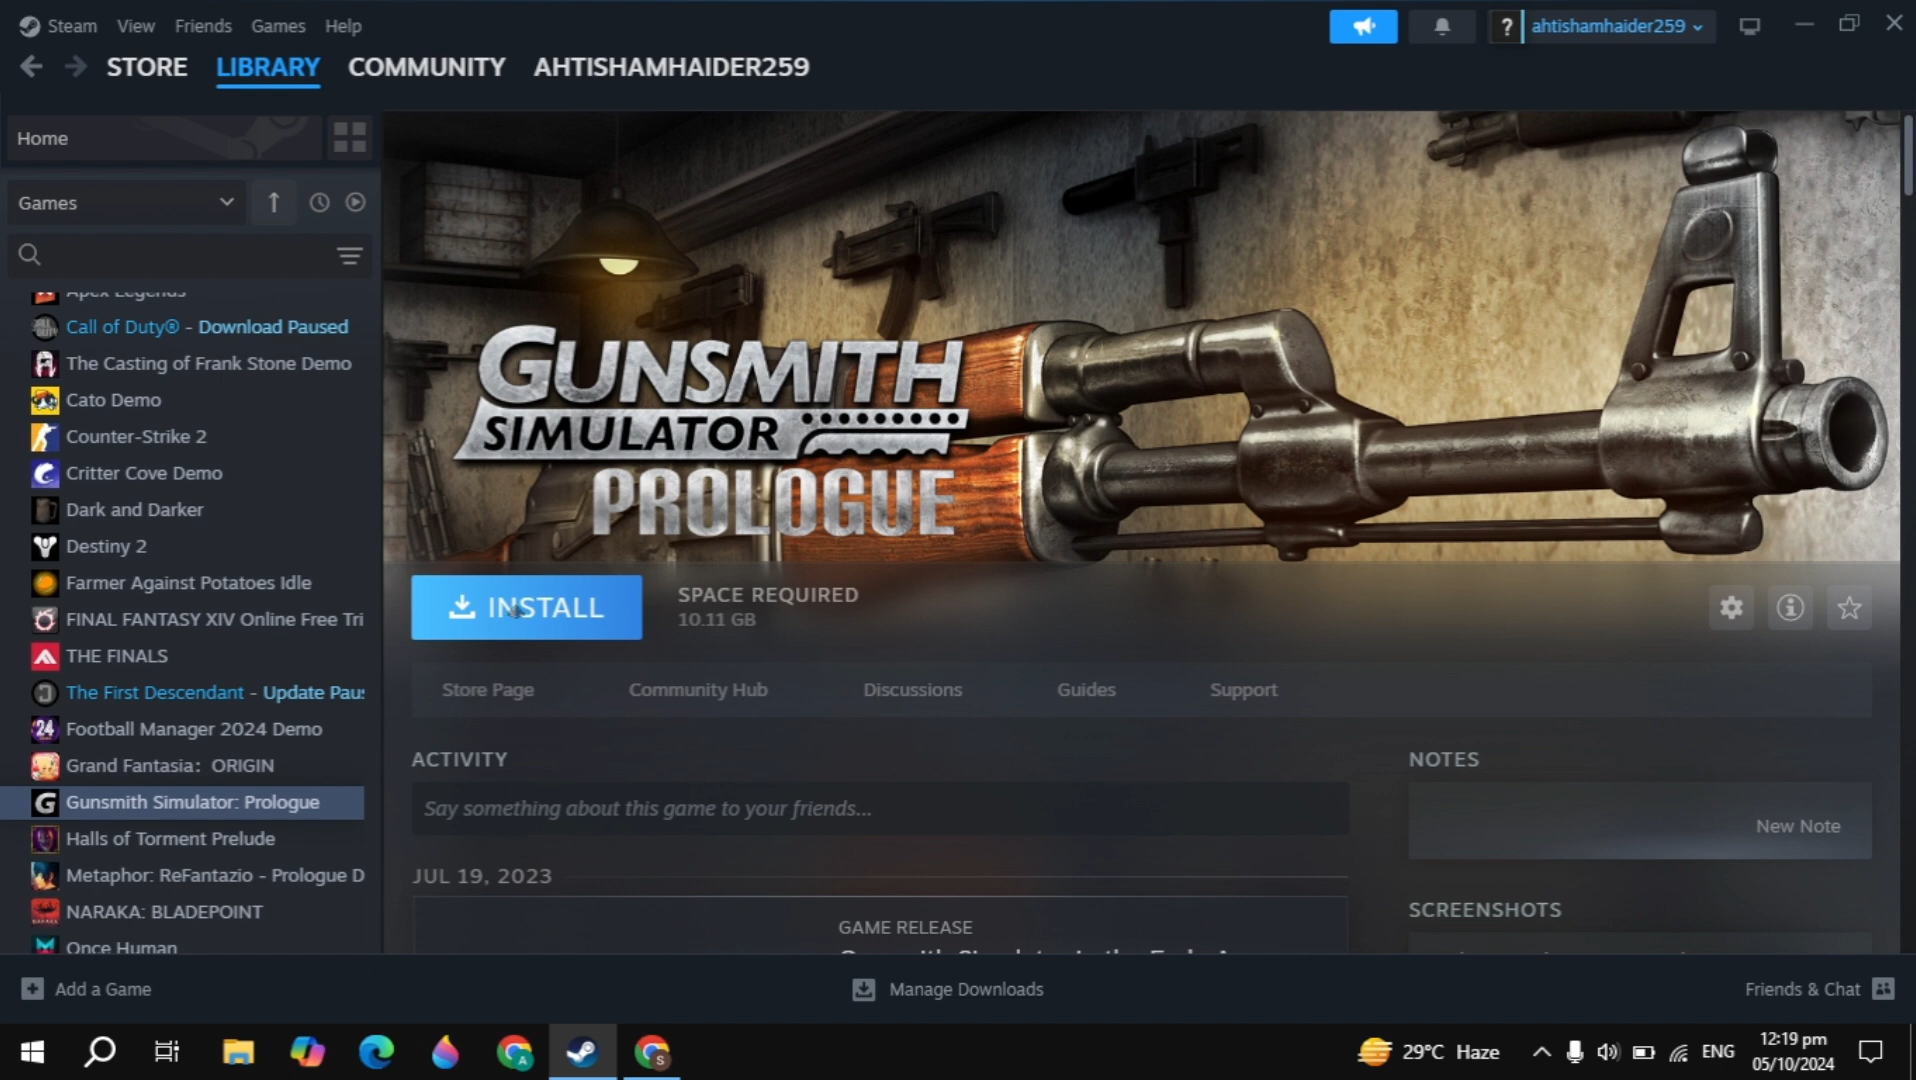 Steam View Friends Games Help
? ahtishamhaider259
STORE LIBRARY COMMUNITY AHTISHAMHAIDER259
Home
Games
Apex Legends
Call of Duty® - Download Paused
The Casting of Frank Stone Demo
Cato Demo
Counter-Strike 2
Critter Cove Demo
Dark and Darker
Destiny 2
Farmer Against Potatoes Idle
FINAL FANTASY XIV Online Free Tri
THE FINALS
The First Descendant - Update Paus
24 Football Manager 2024 Demo
Grand Fantasia: ORIGIN
Gunsmith Simulator: Prologue
Halls of Torment Prelude
Metaphor: ReFantazio - Prologue D
NARAKA: BLADEPOINT
Once Human
GUNSMITH
SIMULATOR
PROLOGUE
INSTALL
SPACE REQUIRED
10.11 GB
Store Page Community Hub Discussions Guides Support
ACTIVITY
Say something about this game to your friends...
JUL 19, 2023
GAME RELEASE
NOTES
New Note
SCREENSHOTS
Add a Game
Manage Downloads
Friends & Chat
29°C Haze
ENG
12:19 pm
05/10/2024